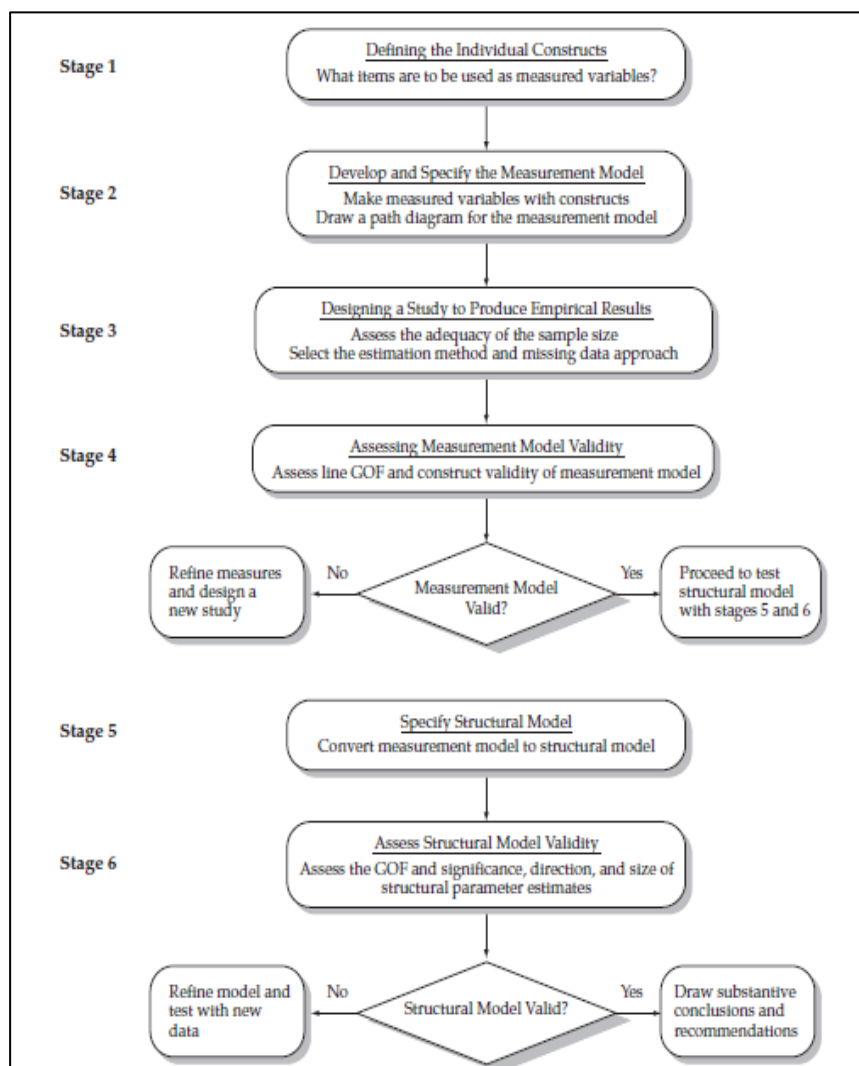 Stage 1
Defining the Individual Constructs
What items are to be used as measured variables?
Stage 2
Develop and Specify the Measurement Model
Make measured variables with constructs
Draw a path diagram for the measurement model
Stage 3
Designing a Study to Produce Empirical Results
Assess the adequacy of the sample size
Select the estimation method and missing data approach
Stage 4
Assessing Measurement Model Validity
Assess line GOF and construct validity of measurement model
Refine measures
and design a
new study
No
Measurement Model
Valid?
Yes
Proceed to test
structural model
with stages 5 and 6
Stage 5
Specify Structural Model
Convert measurement model to structural model
Stage 6
Assess Structural Model Validity
Assess the GOF and significance, direction, and size of
structural parameter estimates
Refine model and
test with new
data
No
Structural Model Valid?
Yes
Draw substantive
conclusions and
recommendations